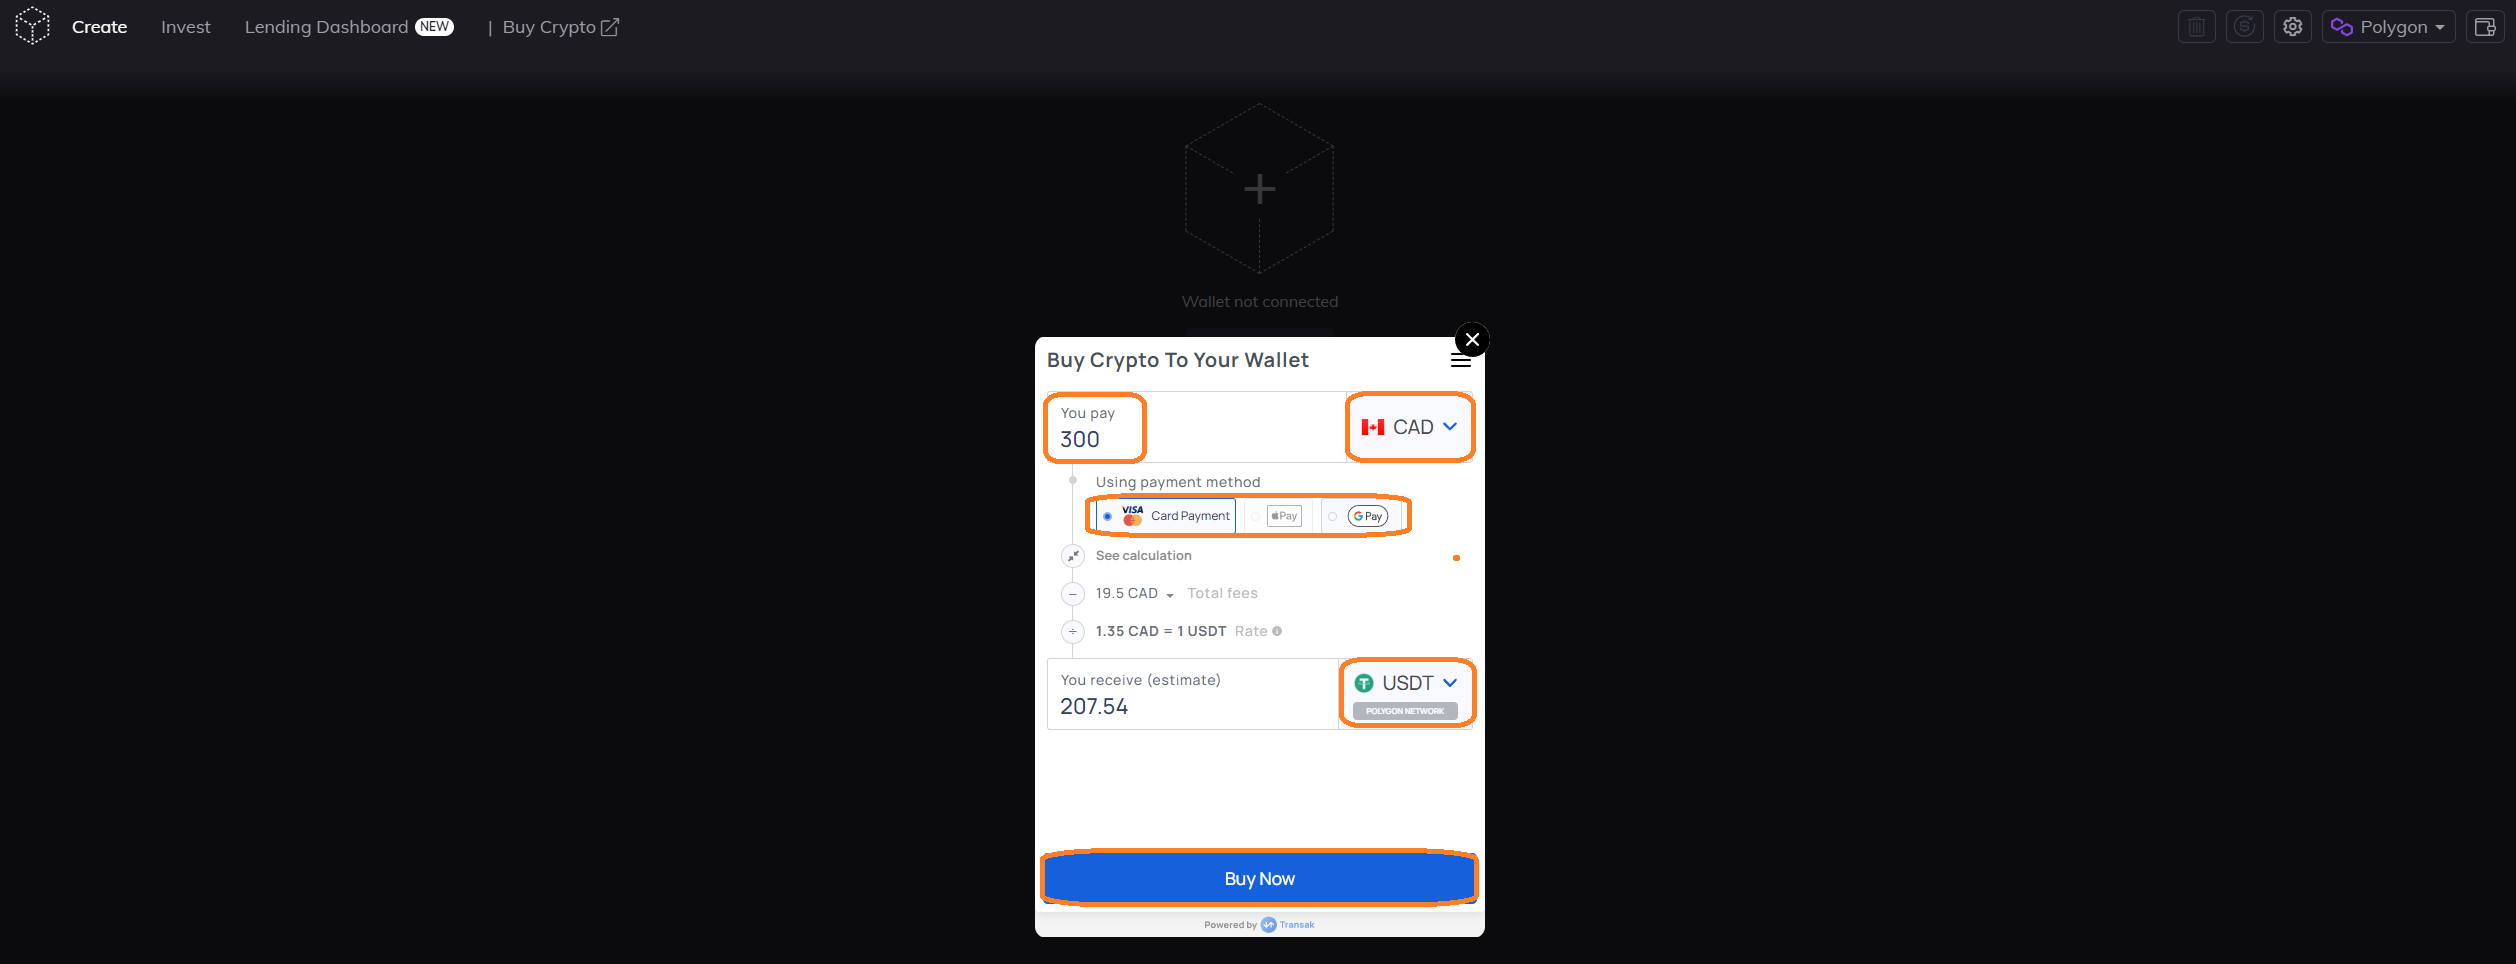 Create Invest Lending Dashboard NEW | Buy Crypto Polygon
Wallet not connected
Buy Crypto To Your Wallet
You pay
300 CAD
Using payment method
VISA Card Payment Pay G Pay
See calculation
19.5 CAD Total fees
1.35 CAD = 1 USDT Rate
You receive (estimate)
207.54 USDT
POLYGON NETWORK
Buy Now
Powered by Transak